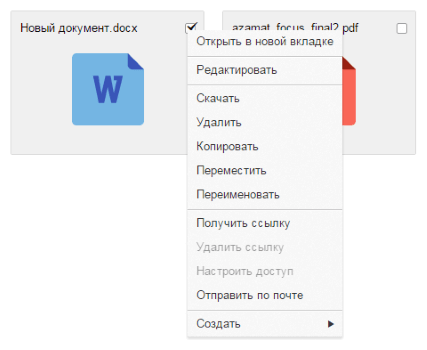 Новый документ.docx
azamat_focus_final2.pdf
W
Открыть в новой вкладке
Редактировать
Скачать
Удалить
Копировать
Переместить
Переименовать
Получить ссылку
Удалить ссылку
Настроить доступ
Отправить по почте
Создать